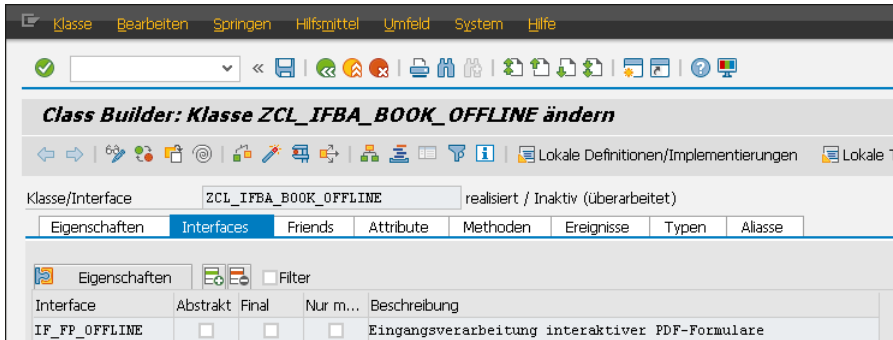 Klasse Bearbeiten Springen Hilfsmittel Umfeld System Hilfe
Class Builder: Klasse ZCL_IFBA_BOOK_OFFLINE ändern
Lokale Definitionen/Implementierungen Lokale
Klasse/Interface ZCL_IFBA_BOOK_OFFLINE realisiert / Inaktiv (überarbeitet)
Eigenschaften Interfaces Friends Attribute Methoden Ereignisse Typen Aliasse
Eigenschaften Filter
Interface Abstrakt Final Nur m... Beschreibung
IF_FP_OFFLINE Eingangsverarbeitung interaktiver PDF-Formulare